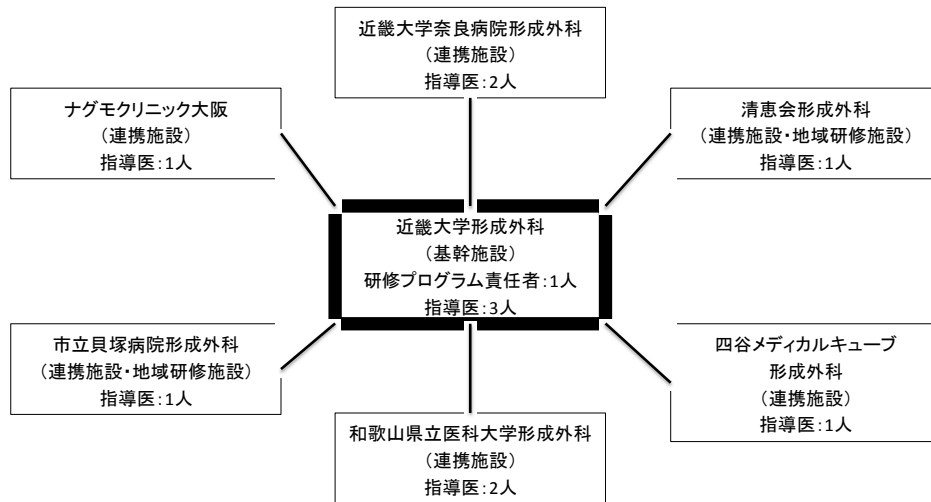 近畿大学奈良病院形成外科
（連携施設）
指導医：2人
ナグモクリニック大阪
（連携施設）
指導医：1人
清恵会形成外科
（連携施設・地域研修施設）
指導医：1人
近畿大学形成外科
（基幹施設）
研修プログラム責任者：1人
指導医：3人
市立貝塚病院形成外科
（連携施設・地域研修施設）
指導医：1人
四谷メディカルキューブ
形成外科
（連携施設）
指導医：1人
和歌山県立医科大学形成外科
（連携施設）
指導医：2人